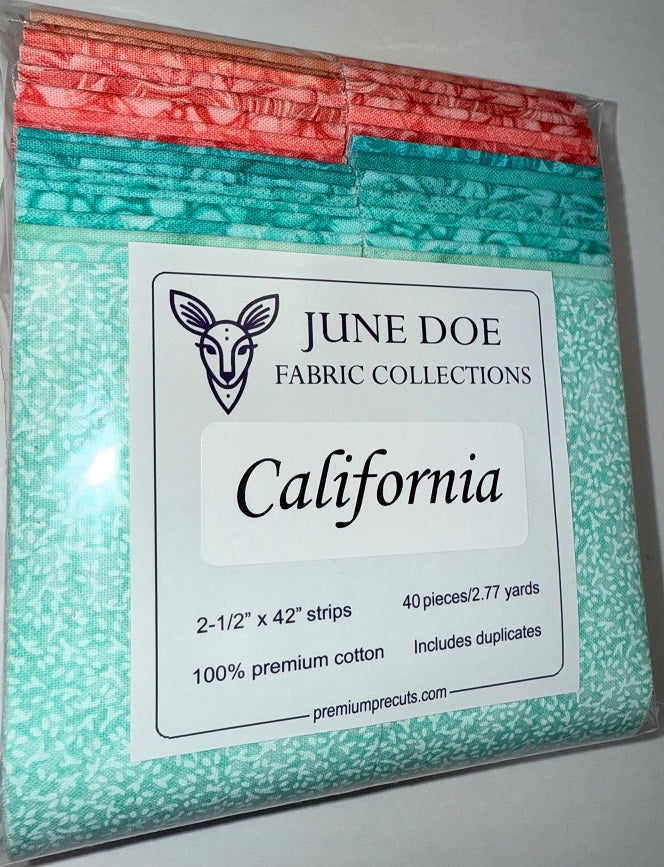 JUNE DOE
FABRIC COLLECTIONS
California
2-1/2” x 42” strips
40 pieces/2.77 yards
100% premium cotton
Includes duplicates
premiumprecuts.com